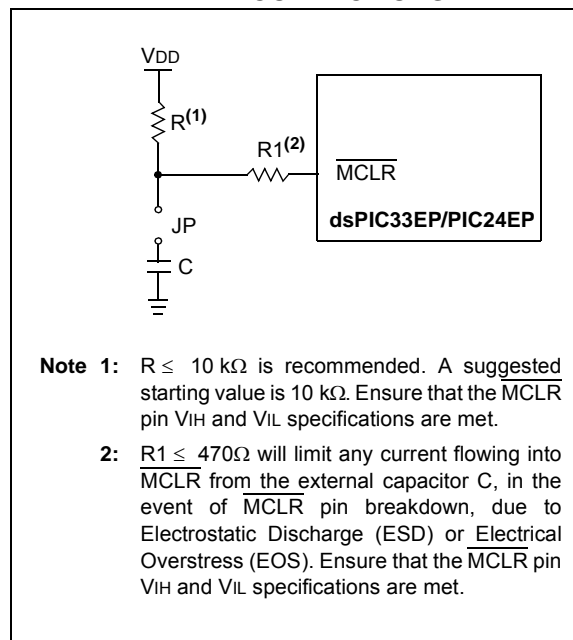 VDD
R(1)
R1(2)
MCLR
dsPIC33EP/PIC24EP
JP
C
Note 1: R ≤ 10 kΩ is recommended. A suggested
starting value is 10 kΩ. Ensure that the MCLR
pin VIH and VIL specifications are met.
2: R1 ≤ 470Ω will limit any current flowing into
MCLR from the external capacitor C, in the
event of MCLR pin breakdown, due to
Electrostatic Discharge (ESD) or Electrical
Overstress (EOS). Ensure that the MCLR pin
VIH and VIL specifications are met.